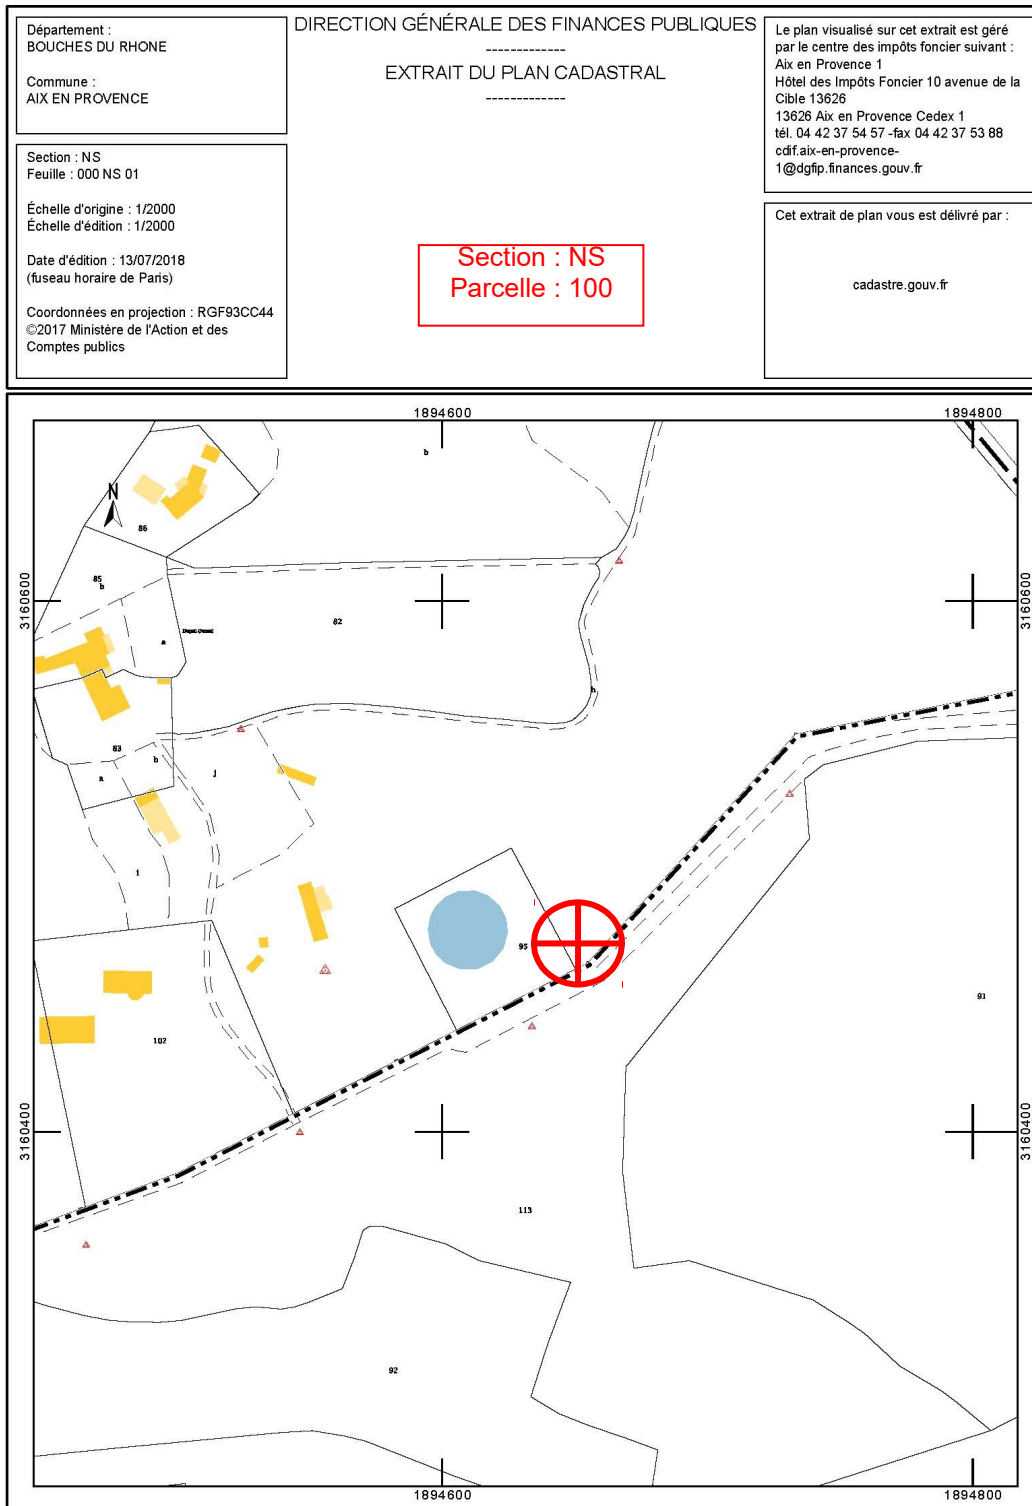 Département :
BOUCHES DU RHONE
Commune :
AIX EN PROVENCE
Section : NS
Feuille : 000 NS 01
Échelle d'origine : 1/2000
Échelle d'édition : 1/2000
Date d'édition : 13/07/2018
(fuseau horaire de Paris)
Coordonnées en projection : RGF93CC44
©2017 Ministère de l'Action et des
Comptes publics
DIRECTION GÉNÉRALE DES FINANCES PUBLIQUES
-------------
EXTRAIT DU PLAN CADASTRAL
-------------
Section : NS
Parcelle : 100
Le plan visualisé sur cet extrait est géré
par le centre des impôts foncier suivant :
Aix en Provence 1
Hôtel des Impôts Foncier 10 avenue de la
Cible 13626
13626 Aix en Provence Cedex 1
tél. 04 42 37 54 57 -fax 04 42 37 53 88
cdif.aix-en-provence-
1@dgfip.finances.gouv.fr
Cet extrait de plan vous est délivré par :
cadastre.gouv.fr
1894600
1894800
b
N
86
85
b
3160600
3160600
82
a
h
83
b
a
j
1
95
91
102
3160400
3160400
113
92
1894600
1894800